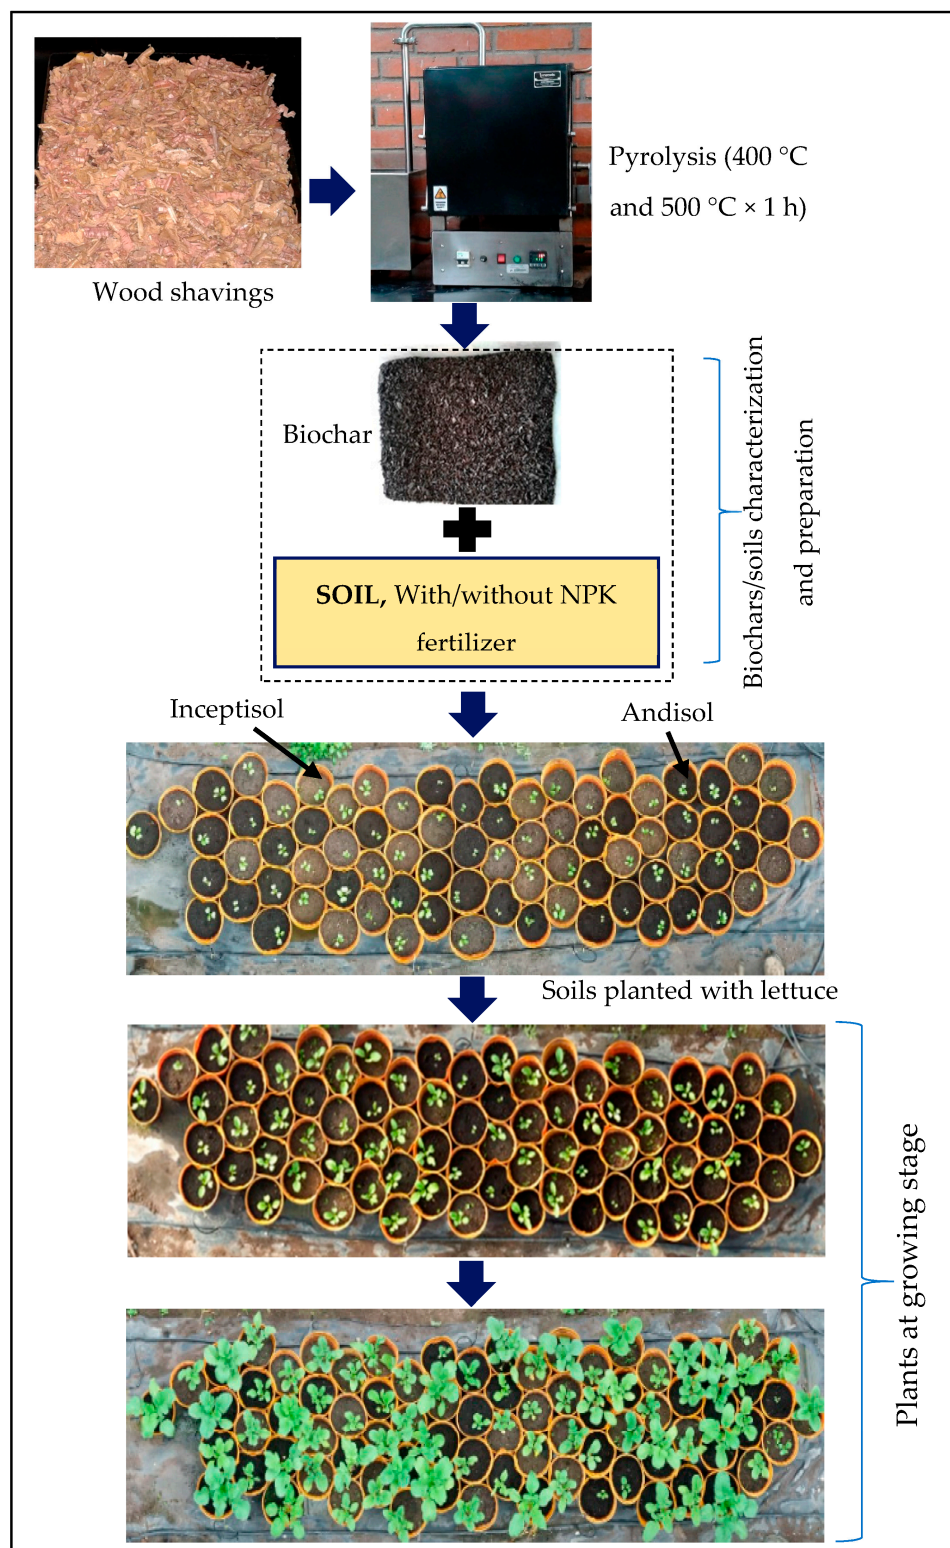 Wood shavings
Pyrolysis (400 °C
and 500 °C × 1 h)
Biochar
SOIL, With/without NPK
fertilizer
Biochars/soils characterization
and preparation
Inceptisol
Andisol
Soils planted with lettuce
Plants at growing stage